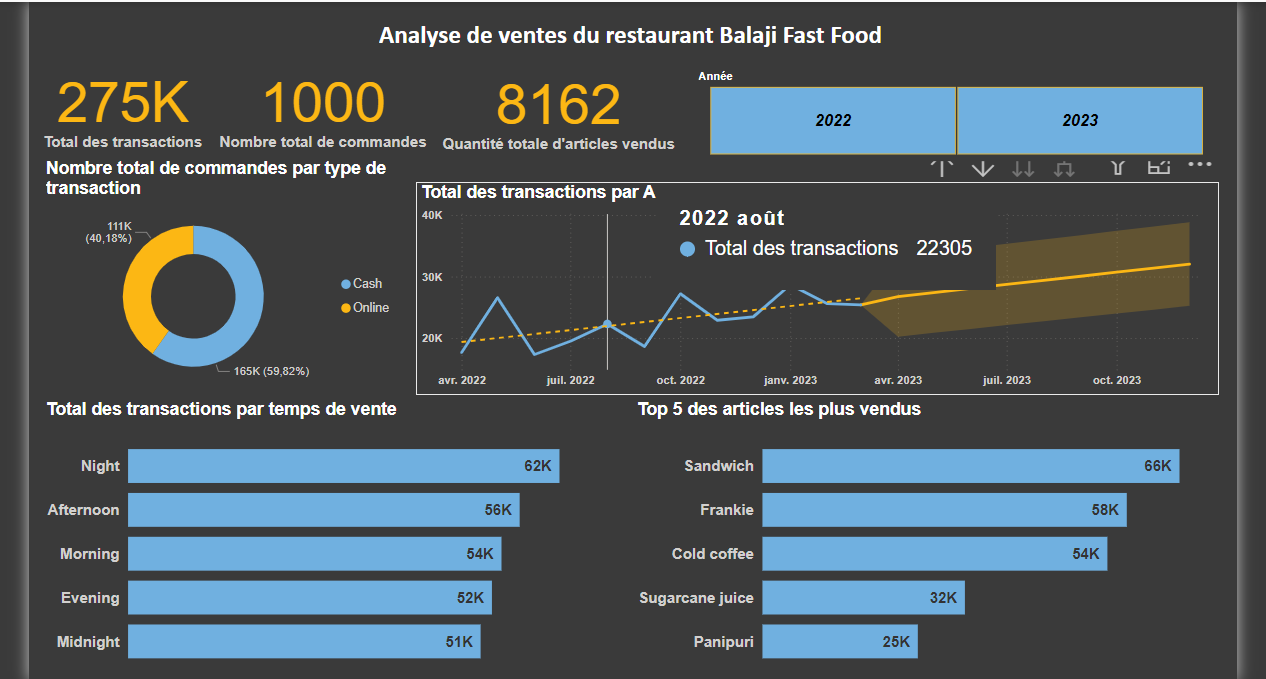 Analyse de ventes du restaurant Balaji Fast Food
275K
Total des transactions
1000
Nombre total de commandes
8162
Quantité totale d'articles vendus
Année
2022
2023
Nombre total de commandes par type de
transaction
111K
(40,18%)
165K (59,82%)
Cash
Online
Total des transactions par A
2022 août
Total des transactions 22305
40K
30K
20K
avr. 2022
juil. 2022
oct. 2022
janv. 2023
avr. 2023
juil. 2023
oct. 2023
Total des transactions par temps de vente
Night 62K
Afternoon 56K
Morning 54K
Evening 52K
Midnight 51K
Top 5 des articles les plus vendus
Sandwich 66K
Frankie 58K
Cold coffee 54K
Sugarcane juice 32K
Panipuri 25K